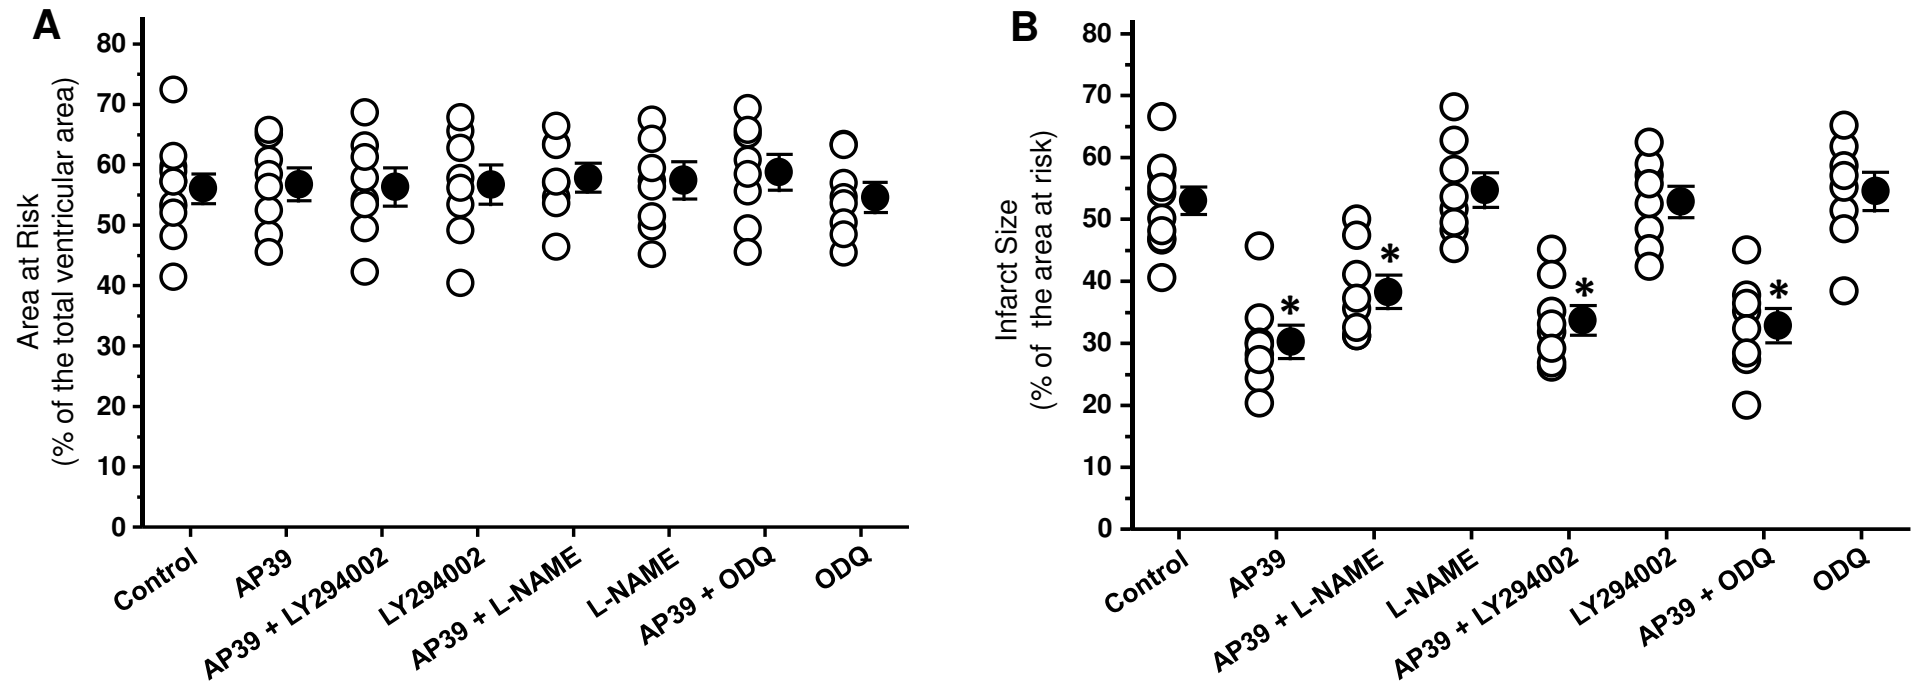 A
Area at Risk
(% of the total ventricular area)
80
70
60
50
40
30
20
10
0
Control
AP39
AP39 + LY294002
LY294002
AP39 + L-NAME
L-NAME
AP39 + ODQ
ODQ
B
Infarct Size
(% of the area at risk)
80
70
60
50
40
30
20
10
0
*
*
*
*
Control
AP39
AP39 + L-NAME
L-NAME
AP39 + LY294002
LY294002
AP39 + ODQ
ODQ